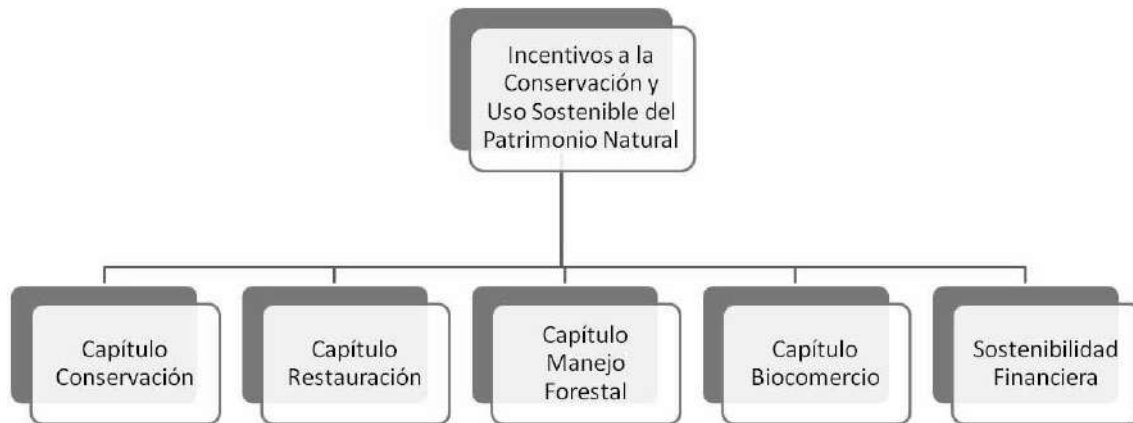 Incentivos a la
Conservación y
Uso Sostenible del
Patrimonio Natural
Capítulo
Conservación
Capítulo
Restauración
Capítulo
Manejo
Forestal
Capítulo
Biocomercio
Sostenibilidad
Financiera